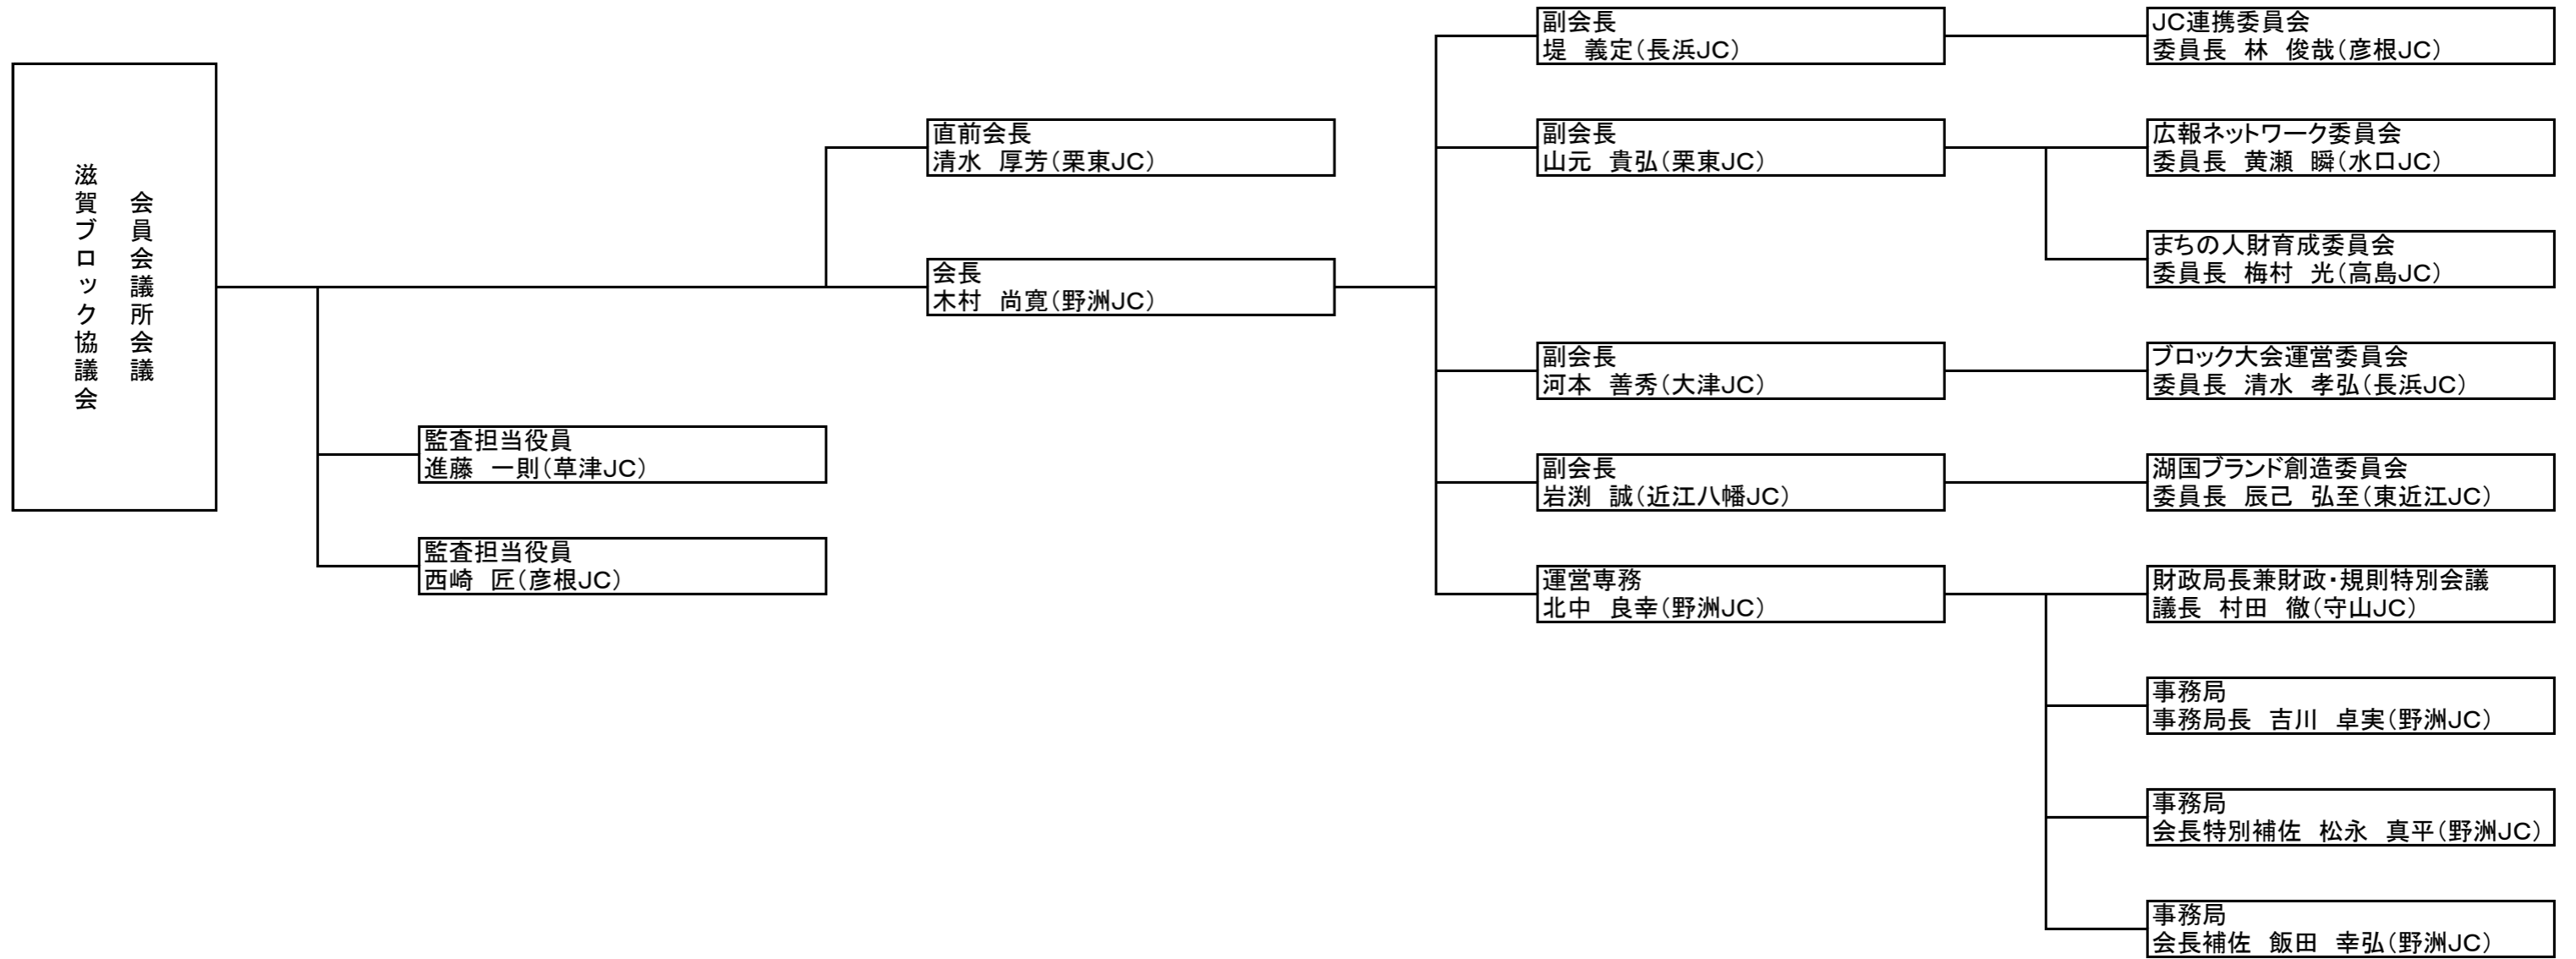 滋賀ブロック協議会
会員会議所会議
直前会長
清水　厚芳（栗東JC）
会長
木村　尚寛（野洲JC）
監査担当役員
進藤　一則（草津JC）
監査担当役員
西崎　匠（彦根JC）
副会長
堤　義定（長浜JC）
副会長
山元　貴弘（栗東JC）
副会長
河本　善秀（大津JC）
副会長
岩渕　誠（近江八幡JC）
運営専務
北中　良幸（野洲JC）
JC連携委員会
委員長　林　俊哉（彦根JC）
広報ネットワーク委員会
委員長　黄瀬　瞬（水口JC）
まちの人財育成委員会
委員長　梅村　光（高島JC）
ブロック大会運営委員会
委員長　清水　孝弘（長浜JC）
湖国ブランド創造委員会
委員長　辰己　弘至（東近江JC）
財政局長兼財政・規則特別会議
議長　村田　徹（守山JC）
事務局
事務局長　吉川　卓実（野洲JC）
事務局
会長特別補佐　松永　真平（野洲JC）
事務局
会長補佐　飯田　幸弘（野洲JC）